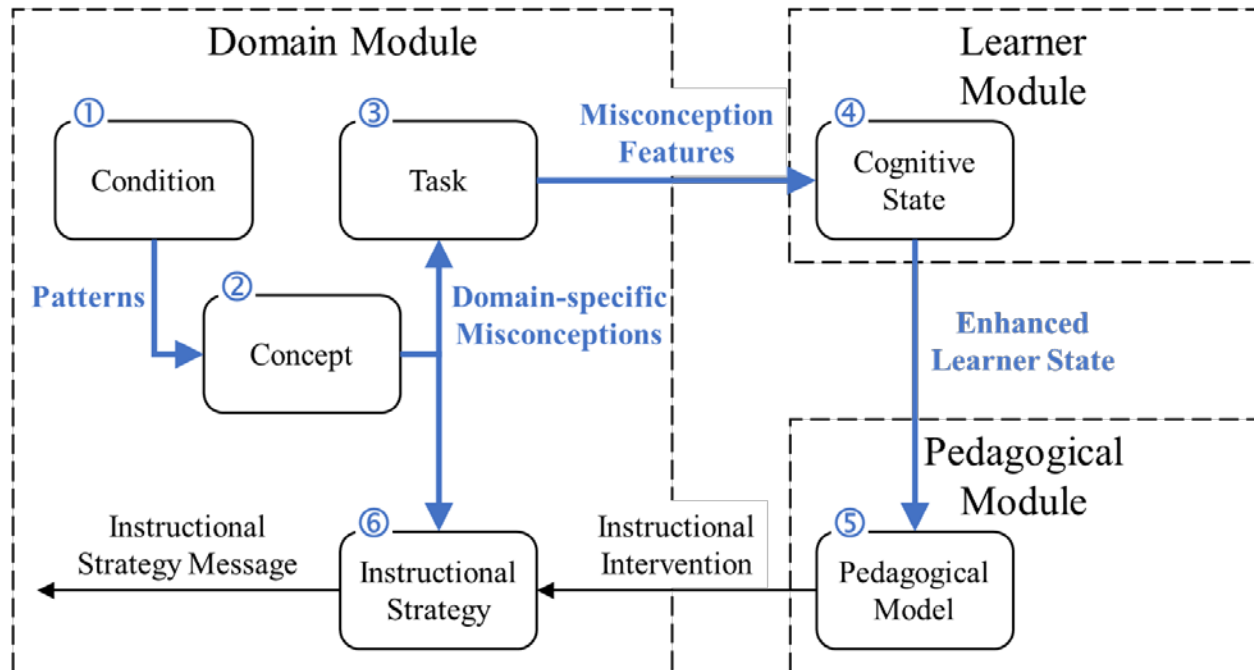 Domain Module
Learner
Module
①
Condition
③
Task
Misconception
Features
④
Cognitive
State
Patterns
②
Concept
Domain-specific
Misconceptions
Enhanced
Learner State
Pedagogical
Module
Instructional
Strategy Message
⑥
Instructional
Strategy
Instructional
Intervention
⑤
Pedagogical
Model